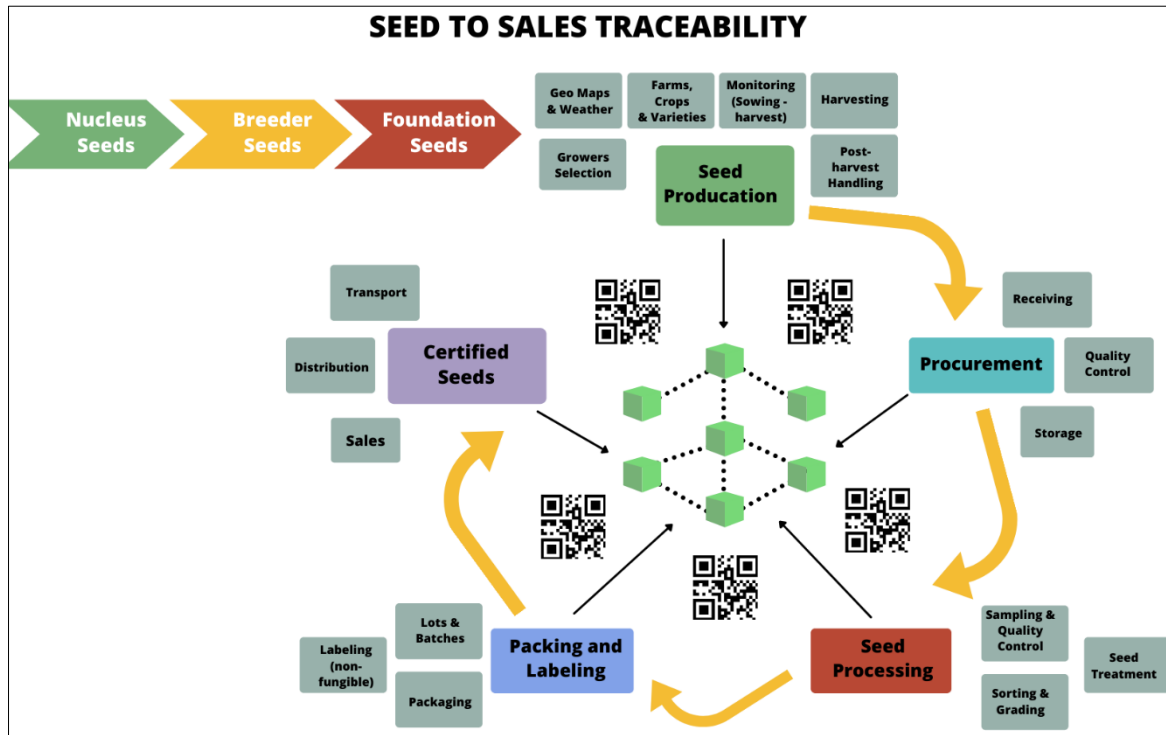 SEED TO SALES TRACEABILITY
Nucleus
Seeds
Breeder
Seeds
Foundation
Seeds
Geo Maps
& Weather
Farms,
Crops
& Varieties
Monitoring
(Sowing -
harvest)
Harvesting
Growers
Selection
Seed
Producation
Post-
harvest
Handling
Transport
Distribution
Sales
Certified
Seeds
Receiving
Procurement
Quality
Control
Storage
Lots &
Batches
Labeling
(non-
fungible)
Packaging
Packing and
Labeling
Seed
Processing
Sampling &
Quality
Control
Seed
Treatment
Sorting &
Grading